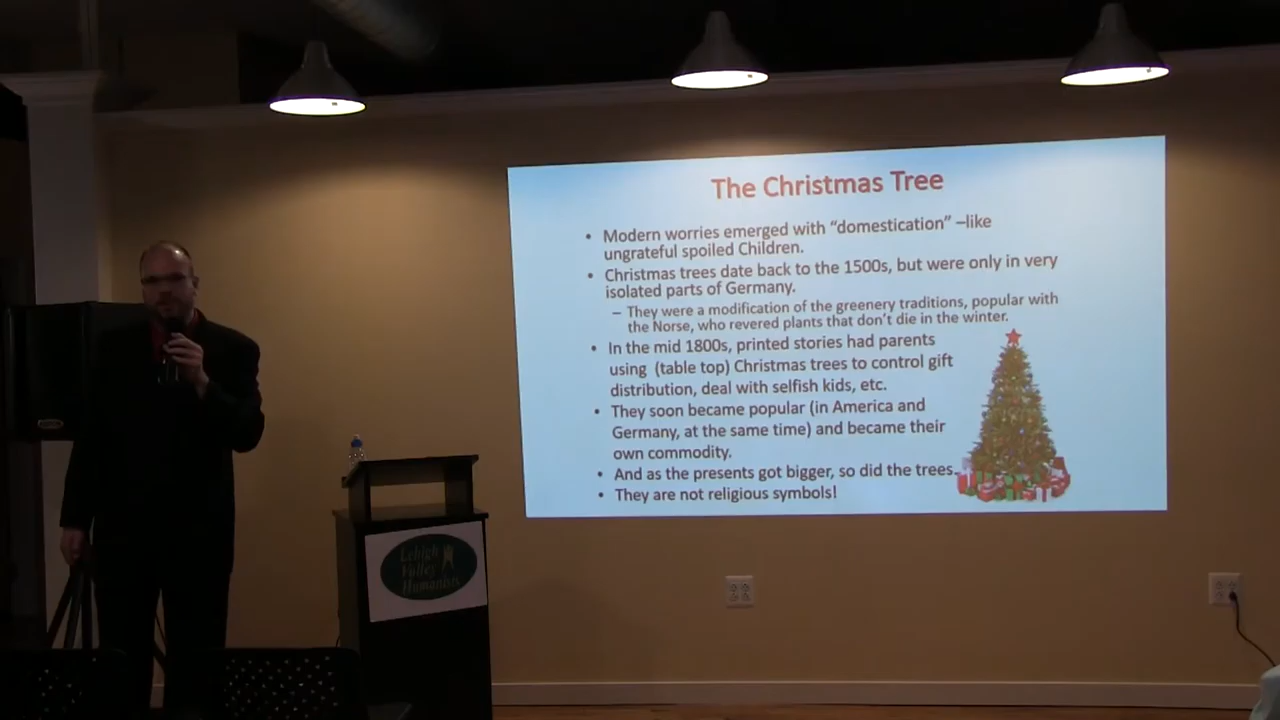 The Christmas Tree
• Modern worries emerged with “domestication” –like
ungrateful spoiled Children.
• Christmas trees date back to the 1500s, but were only in very
isolated parts of Germany.
– They were a modification of the greenery traditions, popular with
the Norse, who revered plants that don’t die in the winter.
• In the mid 1800s, printed stories had parents
using (table top) Christmas trees to control gift
distribution, deal with selfish kids, etc.
• They soon became popular (in America and
Germany, at the same time) and became their
own commodity.
• And as the presents got bigger, so did the trees.
• They are not religious symbols!
Lehigh
Valley
Humanists